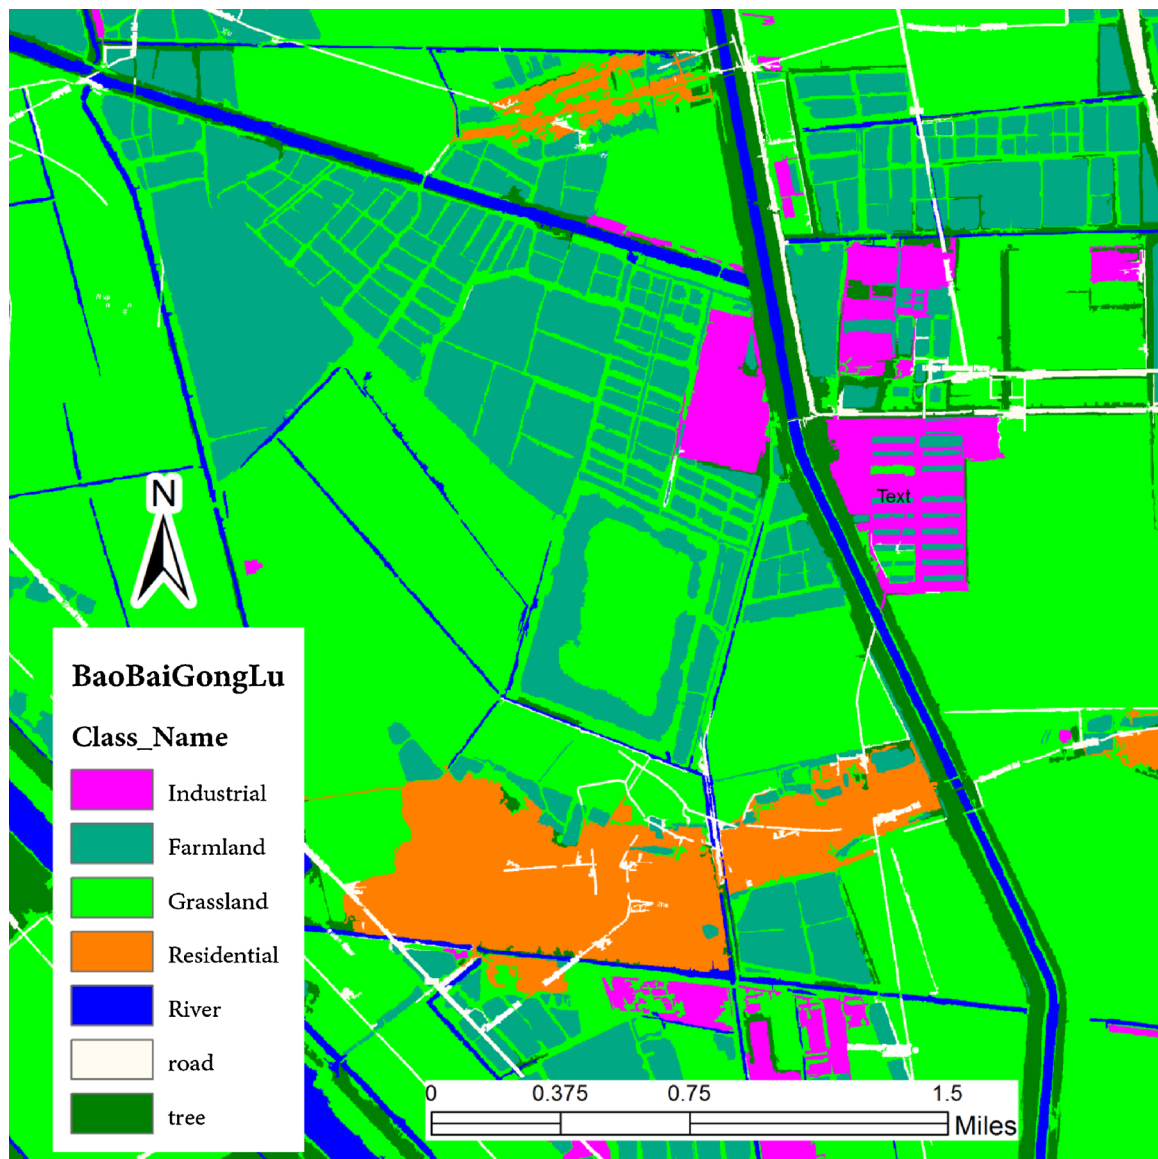 Text
N
BaoBaiGongLu
Class_Name
Industrial
Farmland
Grassland
Residential
River
road
tree
0 0.375 0.75 1.5
Miles